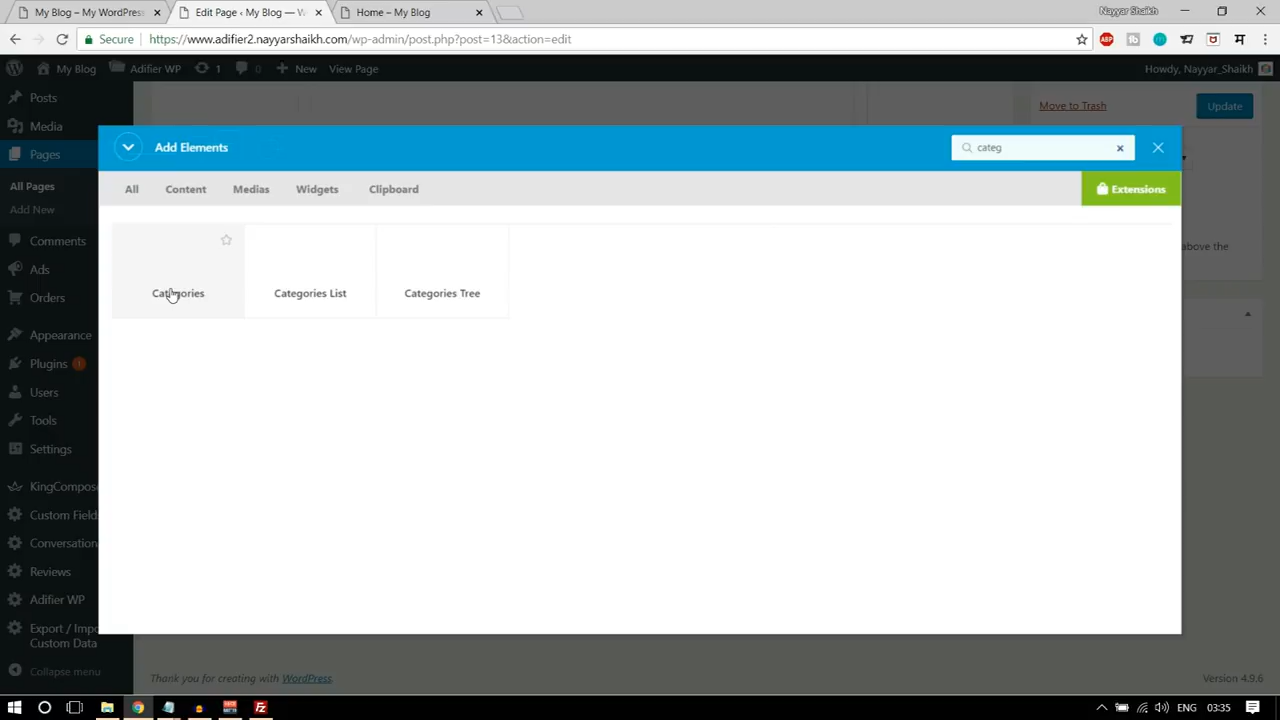 My Blog – My WordPress
Edit Page ‹ My Blog — W
Home – My Blog
Nayyar Shaikh
Secure
https://www.adifier2.nayyarshaikh.com/wp-admin/post.php?post=13&action=edit
My Blog
Adifier WP
1
0
New
View Page
Howdy, Nayyar_Shaikh
Posts
Media
Pages
All Pages
Add New
Comments
Ads
Orders
Appearance
Plugins 1
Users
Tools
Settings
KingCompose
Custom Field
Conversation
Reviews
Adifier WP
Export / Impo
Custom Data
Collapse menu
Move to Trash
Update
Add Elements
categ
All
Content
Medias
Widgets
Clipboard
Extensions
Categories
Categories List
Categories Tree
above the
Thank you for creating with WordPress
Version 4.9.6
ENG
03:35